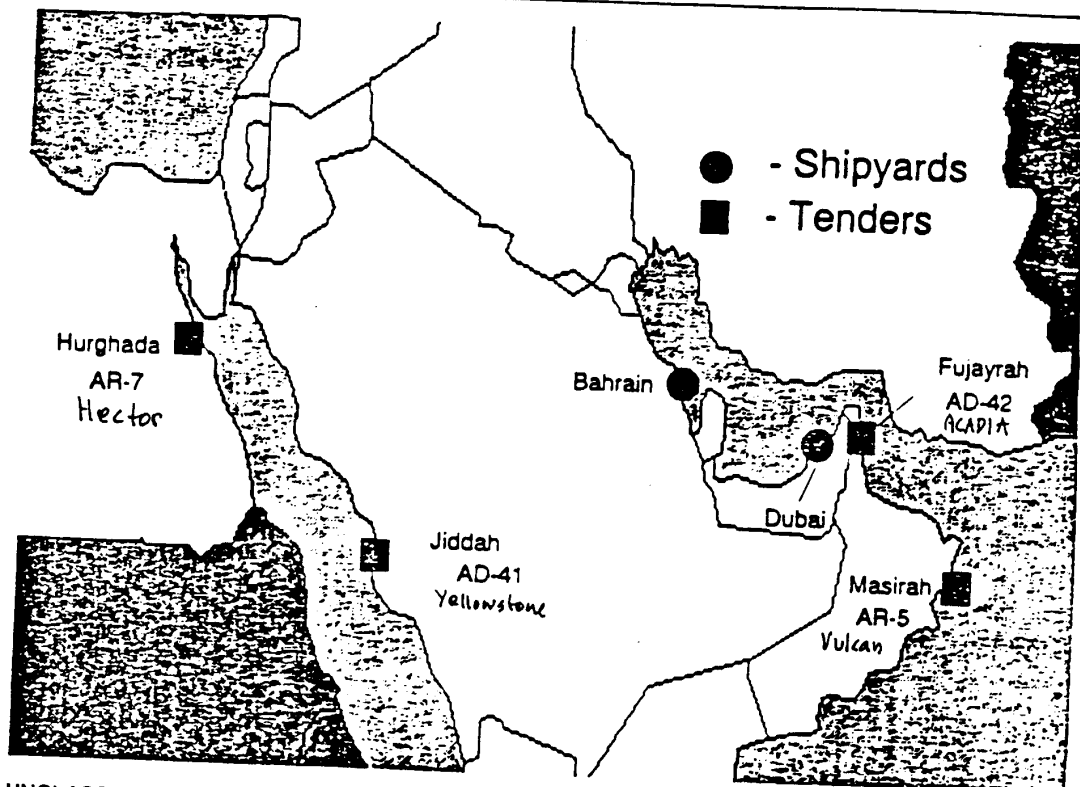 - Shipyards
- Tenders
Hurghada
AR-7
Hector
Bahrain
Fujayrah
AD-42
ACADIA
Dubai
Jiddah
AD-41
Yellowstone
Masirah
AR-5
Vulcan